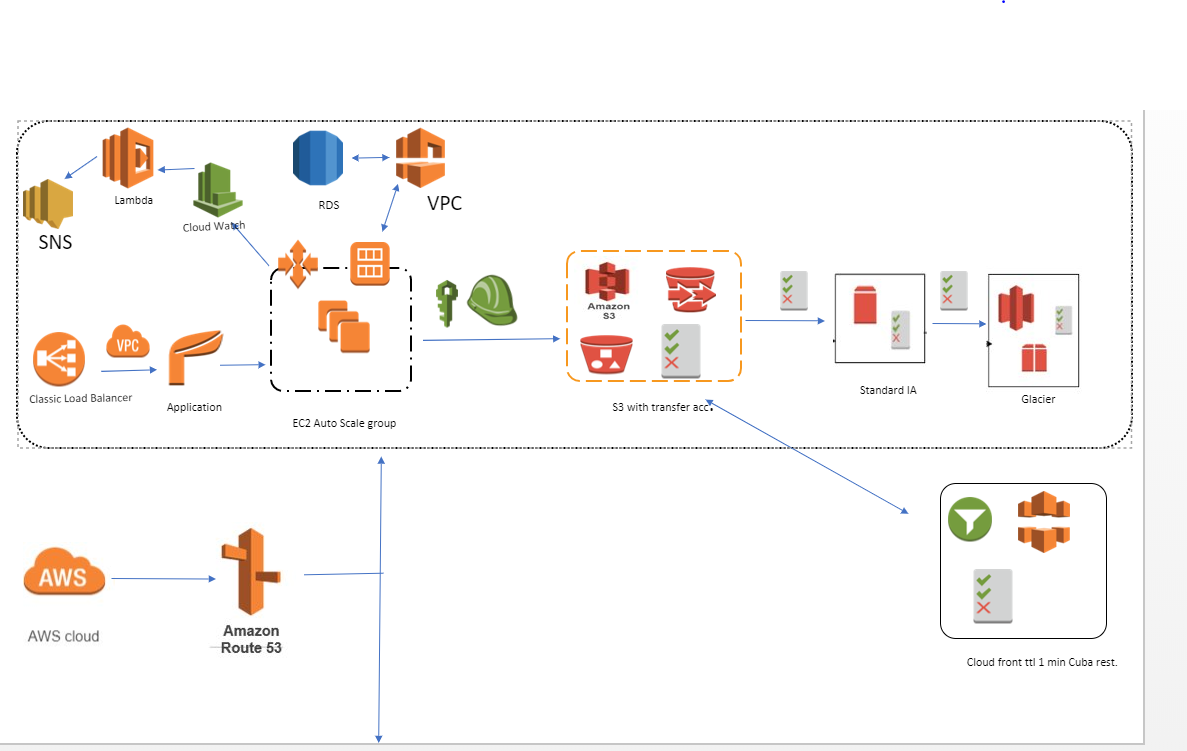 Lambda
SNS
Cloud Watch
RDS
VPC
VPC
Classic Load Balancer
Application
EC2 Auto Scale group
Amazon
S3
S3 with transfer acc.
Standard IA
Glacier
AWS
AWS cloud
Amazon
Route 53
Cloud front ttl 1 min Cuba rest.